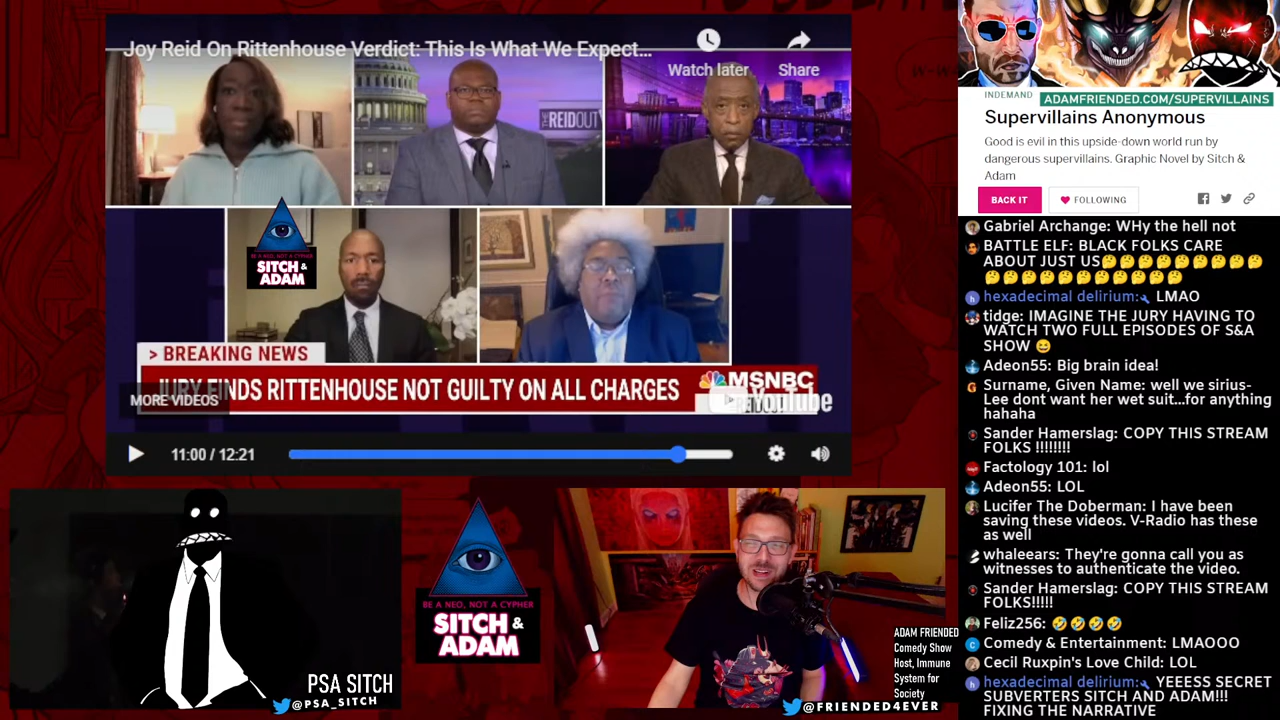 Joy Reid On Rittenhouse Verdict: This Is What We Expect...
Watch later
Share
THE REIDOUT
BE A NEO, NOT A CYPHER
SITCH &
ADAM
> BREAKING NEWS
JURY FINDS RITTENHOUSE NOT GUILTY ON ALL CHARGES
MSNBC
YouTube
MORE VIDEOS
11:00 / 12:21
PSA SITCH
@PSA_SITCH
BE A NEO, NOT A CYPHER
SITCH &
ADAM
ADAM FRIENDED
Comedy Show
Host, Immune
System for
Society
@FRIENDED4EVER
INDEMAND
ADAMFRIENDED.COM/SUPERVILLAINS
Supervillains Anonymous
Good is evil in this upside-down world run by
dangerous supervillains. Graphic Novel by Sitch &
Adam
BACK IT
FOLLOWING
Gabriel Archange: WHy the hell not
BATTLE ELF: BLACK FOLKS CARE
ABOUT JUST US🤔🤔🤔🤔🤔🤔🤔🤔🤔
🤔🤔🤔🤔🤔🤔🤔🤔🤔🤔🤔
hexadecimal delirium: LMAO
tidge: IMAGINE THE JURY HAVING TO
WATCH TWO FULL EPISODES OF S&A
SHOW 😄
Adeon55: Big brain idea!
Surname, Given Name: well we sirius-
Lee dont want her wet suit...for anything
hahaha
Sander Hamerslag: COPY THIS STREAM
FOLKS !!!!!!!!
Factology 101: lol
Adeon55: LOL
Lucifer The Doberman: I have been
saving these videos. V-Radio has these
as well
whaleears: They're gonna call you as
witnesses to authenticate the video.
Sander Hamerslag: COPY THIS STREAM
FOLKS!!!!!
Feliz256: 🤣🤣🤣🤣
Comedy & Entertainment: LMAOOO
Cecil Ruxpin's Love Child: LOL
hexadecimal delirium: YEEESS SECRET
SUBVERTERS SITCH AND ADAM!!!
FIXING THE NARRATIVE